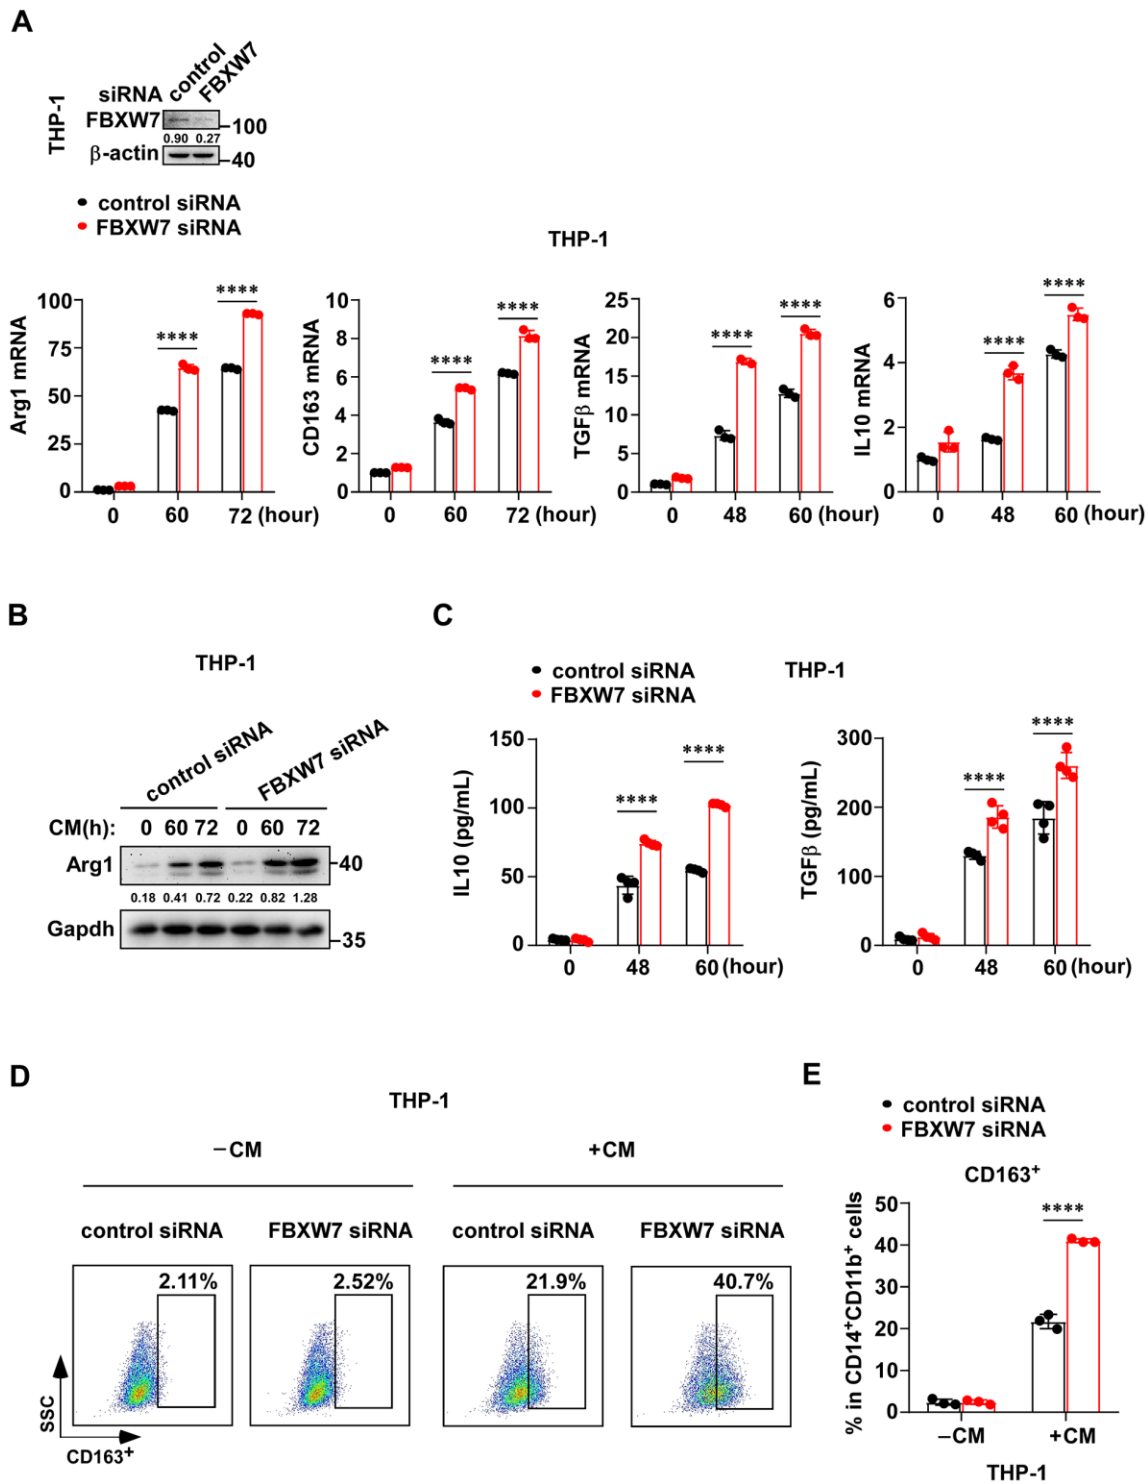 A
siRNA control FBXW7
THP-1
FBXW7 100
0.90 0.27
β-actin 40
control siRNA
FBXW7 siRNA
THP-1
Arg1 mRNA
100
75
50
25
0
**** ****
0 60 72 (hour)
CD163 mRNA
10
8
6
4
2
0
**** ****
0 60 72 (hour)
TGFβ mRNA
25
20
15
10
5
0
**** ****
0 48 60 (hour)
IL10 mRNA
6
4
2
0
**** ****
0 48 60 (hour)
B
THP-1
control siRNA FBXW7 siRNA
CM(h): 0 60 72 0 60 72
Arg1 40
0.18 0.41 0.72 0.22 0.82 1.28
Gapdh 35
C
control siRNA
FBXW7 siRNA
THP-1
IL10 (pg/mL)
150
100
50
0
**** ****
0 48 60 (hour)
TGFβ (pg/mL)
300
200
100
0
**** ****
0 48 60 (hour)
D
THP-1
−CM +CM
control siRNA FBXW7 siRNA control siRNA FBXW7 siRNA
2.11% 2.52% 21.9% 40.7%
SSC
CD163+
E
control siRNA
FBXW7 siRNA
CD163+
% in CD14+CD11b+ cells
50
40
30
20
10
0
****
−CM +CM
THP-1